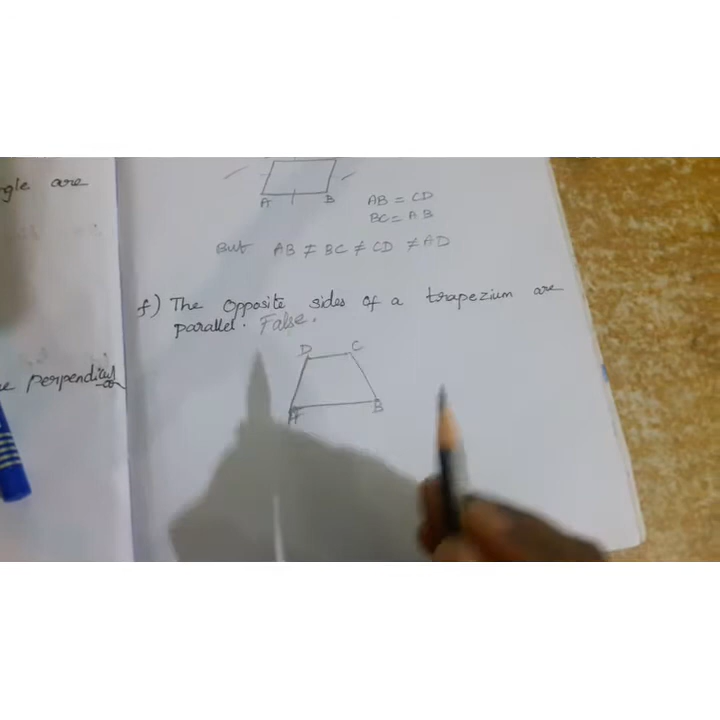 ngle are
A B
AB = CD
BC = AB
But AB ≠ BC ≠ CD ≠ AD
f) The opposite sides of a trapezium are
parallel. False.
D C
e perpendicular
A B